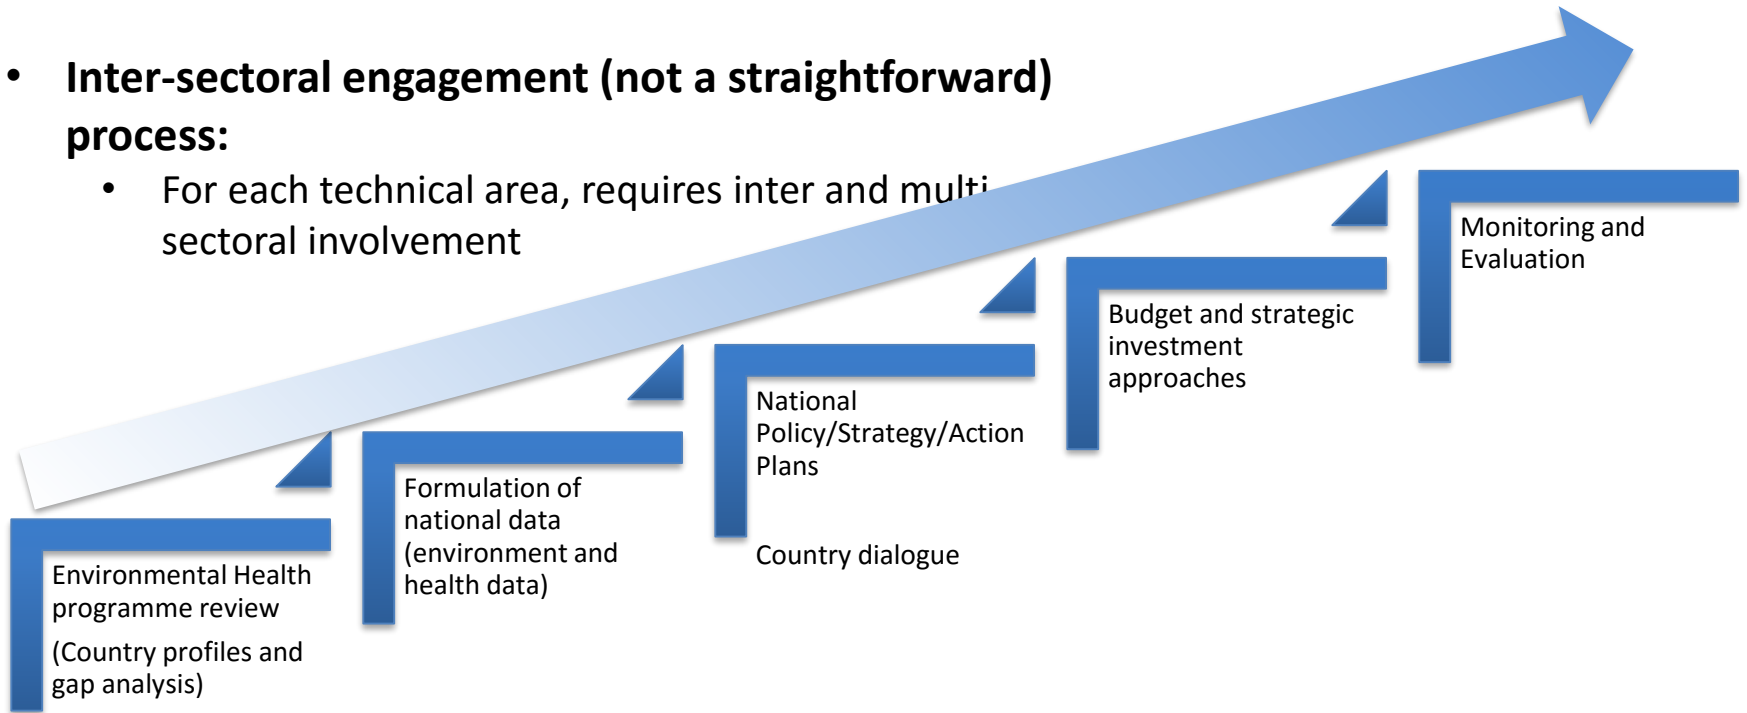 • Inter-sectoral engagement (not a straightforward)
process:
• For each technical area, requires inter and multi
sectoral involvement
Environmental Health
programme review
(Country profiles and
gap analysis)
Formulation of
national data
(environment and
health data)
National
Policy/Strategy/Action
Plans
Country dialogue
Budget and strategic
investment
approaches
Monitoring and
Evaluation